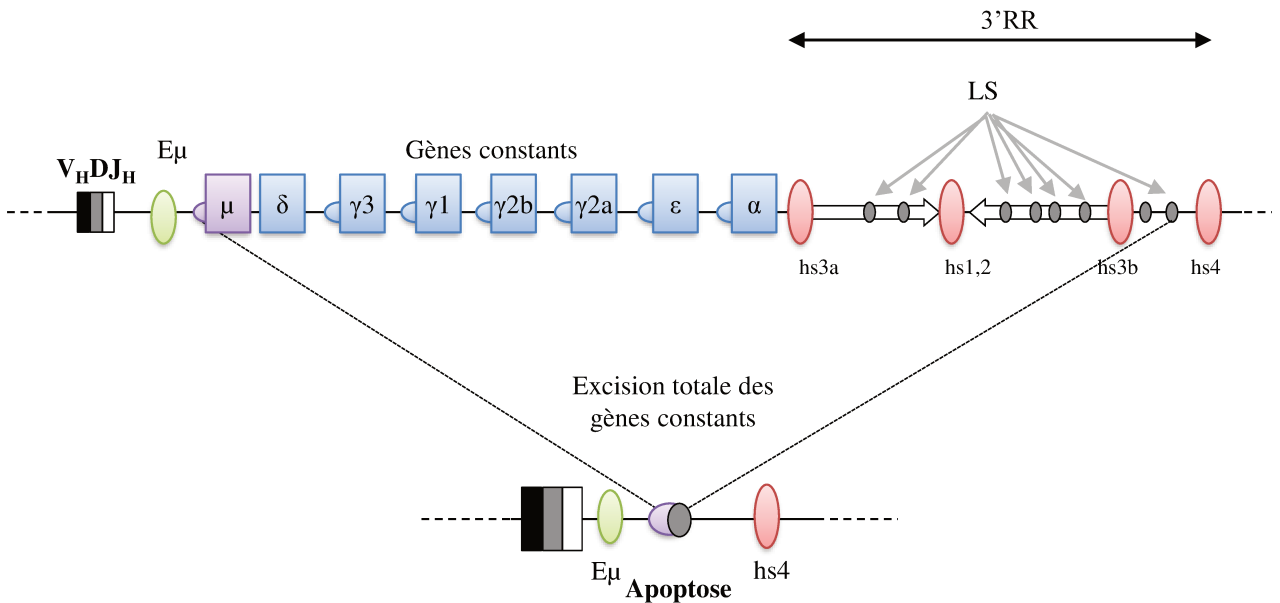 3’RR
LS
Eμ
Gènes constants
VHDJH
μ
δ
γ3
γ1
γ2b
γ2a
ε
α
hs3a
hs1,2
hs3b
hs4
Excision totale des
gènes constants
Eμ
hs4
Apoptose